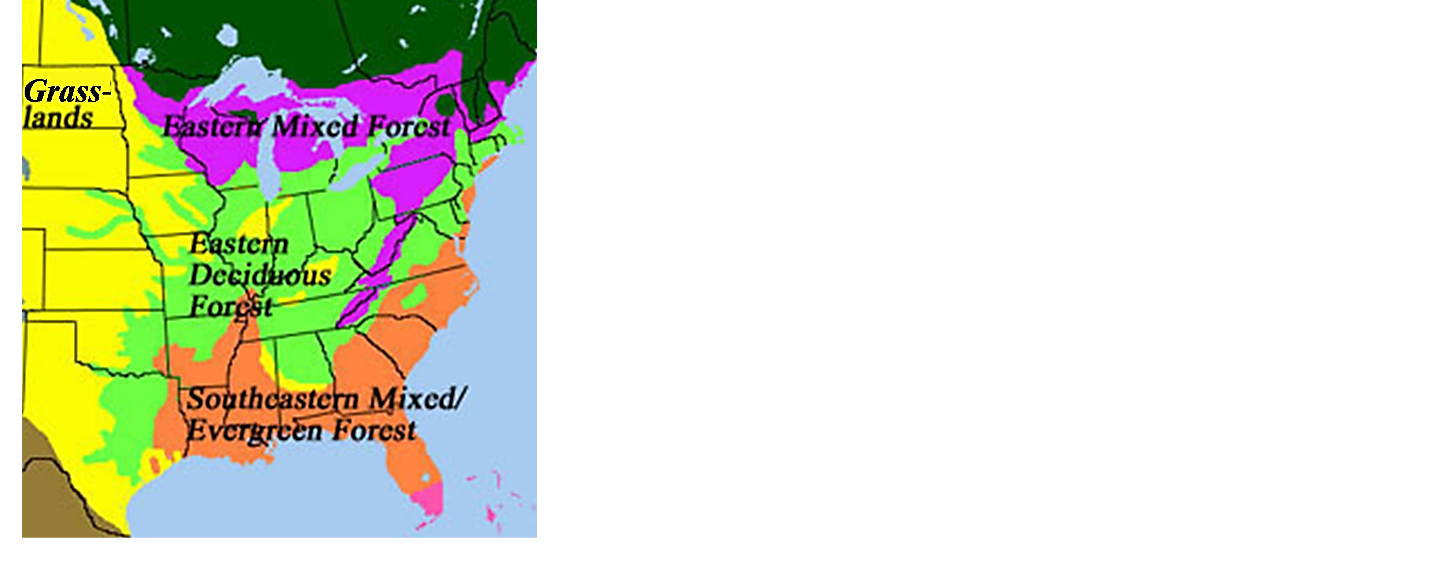 Grass-
lands
Eastern Mixed Forest
Eastern
Deciduous
Forest
Southeastern Mixed/
Evergreen Forest